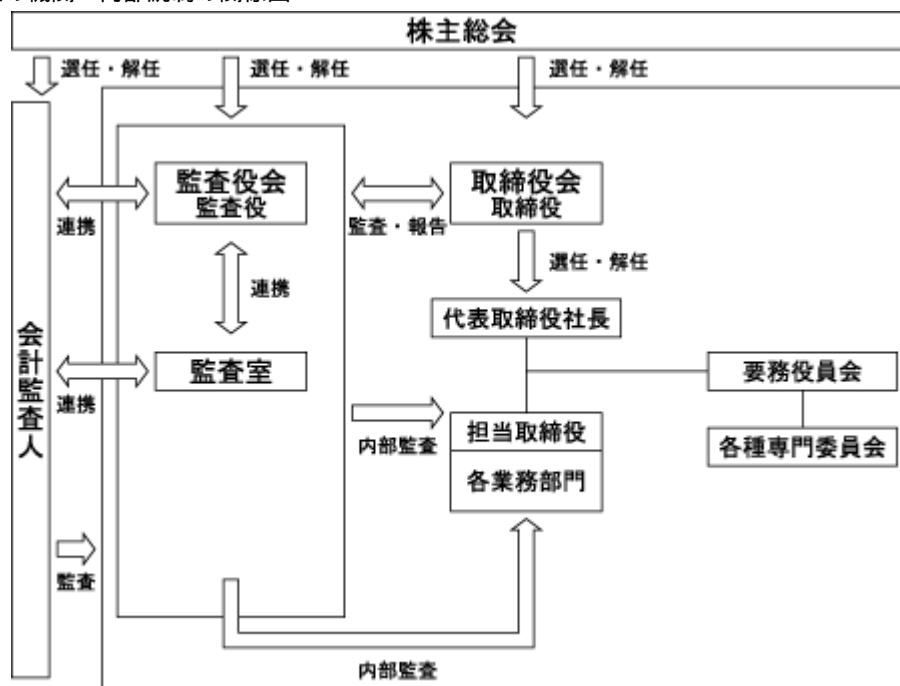 株主総会
選任・解任
選任・解任
選任・解任
監査役会
監査役
取締役会
取締役
連携
監査・報告
選任・解任
連携
代表取締役社長
会計監査人
監査室
要務役員会
連携
内部監査
担当取締役
各業務部門
各種専門委員会
監査
内部監査